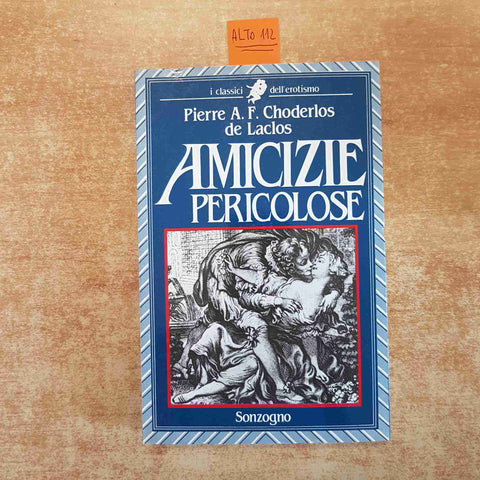 ALTO 112
i classici dell'erotismo
Pierre A. F. Choderlos
de Laclos
AMICIZIE
PERICOLOSE
Sonzogno